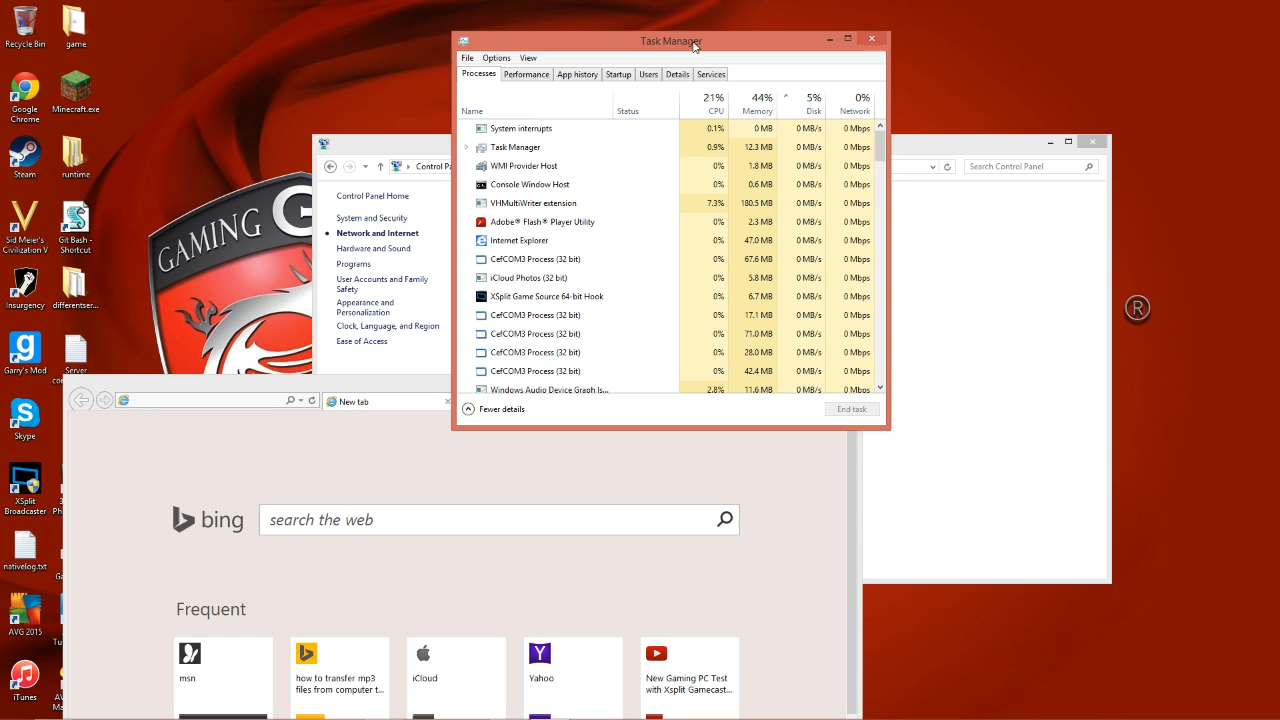 Recycle Bin
game
Google
Chrome
Minecraft.exe
Steam
runtime
Sid Meier's
Civilization V
Git Bash -
Shortcut
Insurgency
differentser...
Garry's Mod
Server
Skype
XSplit
Broadcaster
nativelog.txt
AVG 2015
iTunes
GAMING G
®
Task Manager
File Options View
Processes Performance App history Startup Users Details Services
21% 44% 5% 0%
Name Status CPU Memory Disk Network
System interrupts 0.1% 0 MB 0 MB/s 0 Mbps
Task Manager 0.9% 12.3 MB 0 MB/s 0 Mbps
WMI Provider Host 0% 1.8 MB 0 MB/s 0 Mbps
Console Window Host 0% 0.6 MB 0 MB/s 0 Mbps
VHMultiWriter extension 7.3% 180.5 MB 0 MB/s 0 Mbps
Adobe® Flash® Player Utility 0% 2.3 MB 0 MB/s 0 Mbps
Internet Explorer 0% 47.0 MB 0 MB/s 0 Mbps
CefCOM3 Process (32 bit) 0% 67.6 MB 0 MB/s 0 Mbps
iCloud Photos (32 bit) 0% 5.8 MB 0 MB/s 0 Mbps
XSplit Game Source 64-bit Hook 0% 6.7 MB 0 MB/s 0 Mbps
CefCOM3 Process (32 bit) 0% 17.1 MB 0 MB/s 0 Mbps
CefCOM3 Process (32 bit) 0% 71.0 MB 0 MB/s 0 Mbps
CefCOM3 Process (32 bit) 0% 28.0 MB 0 MB/s 0 Mbps
CefCOM3 Process (32 bit) 0% 42.4 MB 0 MB/s 0 Mbps
Windows Audio Device Graph Is... 2.8% 11.6 MB 0 MB/s 0 Mbps
Fewer details
End task
Control Pa
Search Control Panel
Control Panel Home
System and Security
Network and Internet
Hardware and Sound
Programs
User Accounts and Family
Safety
Appearance and
Personalization
Clock, Language, and Region
Ease of Access
New tab
bing
search the web
Frequent
msn
how to transfer mp3
files from computer t...
iCloud
Yahoo
New Gaming PC Test
with Xsplit Gamecast...